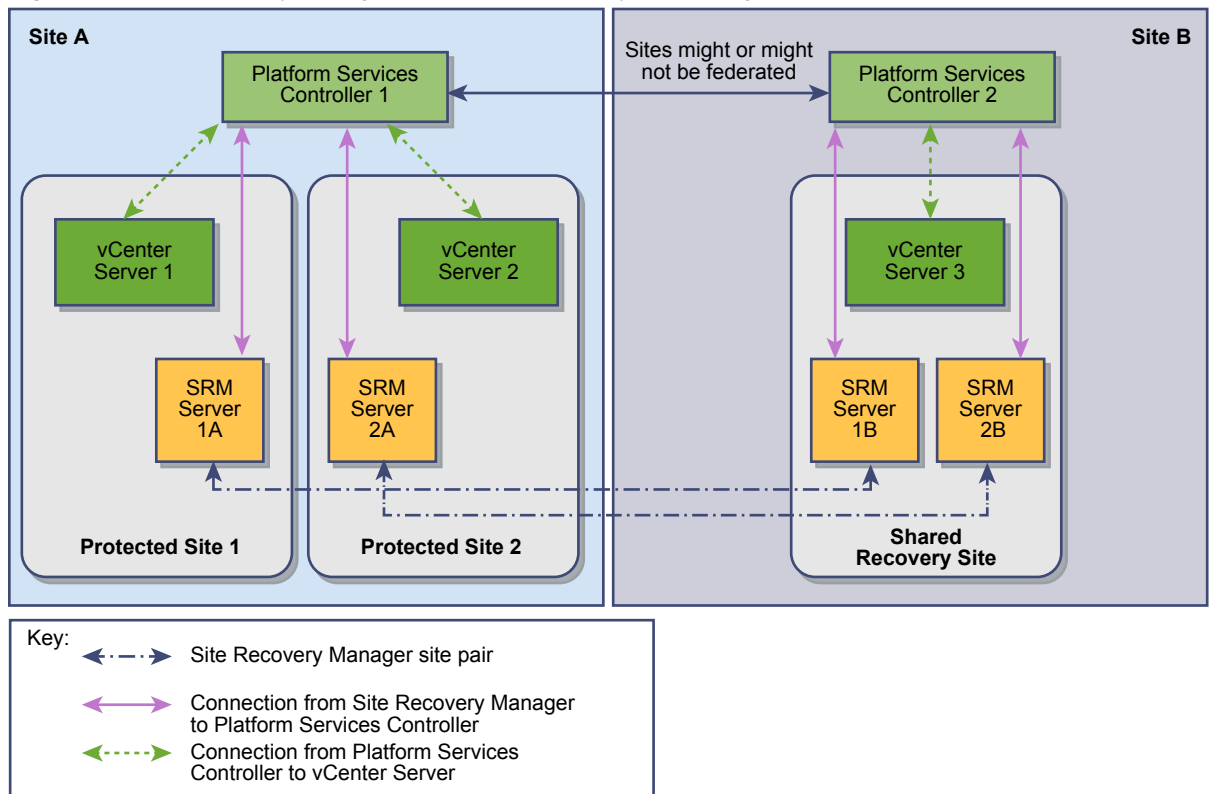 Site A
Site B
Sites might or might
not be federated
Platform Services
Controller 1
Platform Services
Controller 2
vCenter
Server 1
vCenter
Server 2
vCenter
Server 3
SRM
Server
1A
SRM
Server
2A
SRM
Server
1B
SRM
Server
2B
Protected Site 1
Protected Site 2
Shared
Recovery Site
Key:
Site Recovery Manager site pair
Connection from Site Recovery Manager
to Platform Services Controller
Connection from Platform Services
Controller to vCenter Server